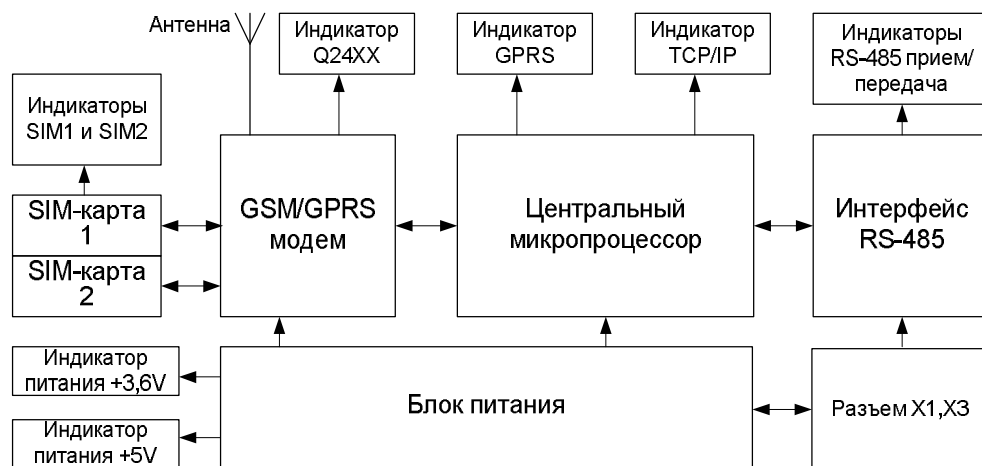 Антенна
Индикатор
Q24XX
Индикатор
GPRS
Индикатор
TCP/IP
Индикаторы
RS-485 прием/
передача
Индикаторы
SIM1 и SIM2
SIM-карта
1
SIM-карта
2
GSM/GPRS
модем
Центральный
микропроцессор
Интерфейс
RS-485
Индикатор
питания +3,6V
Индикатор
питания +5V
Блок питания
Разъем X1,X3